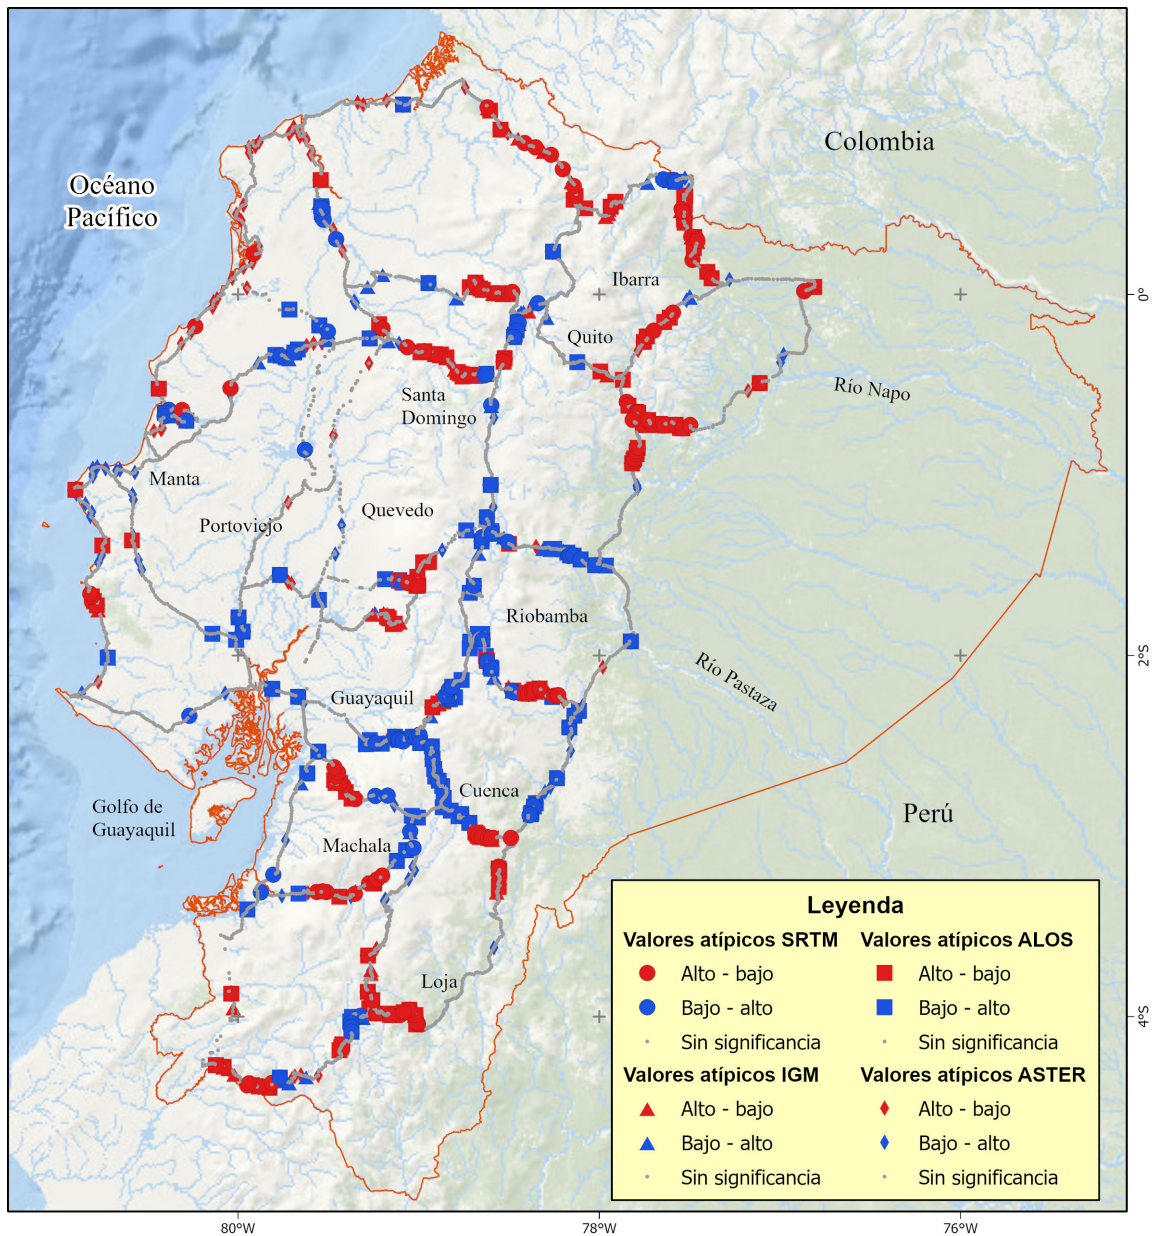 Colombia
Océano
Pacífico
Ibarra
0°
Quito
Santa
Domingo
Río Napo
Manta
Quevedo
Portoviejo
Riobamba
2°S
Río Pastaza
Guayaquil
Cuenca
Golfo de
Guayaquil
Perú
Machala
Loja
4°S
Leyenda
Valores atípicos SRTM
Alto - bajo
Bajo - alto
Sin significancia
Valores atípicos ALOS
Alto - bajo
Bajo - alto
Sin significancia
Valores atípicos IGM
Alto - bajo
Bajo - alto
Sin significancia
Valores atípicos ASTER
Alto - bajo
Bajo - alto
Sin significancia
80°W
78°W
76°W